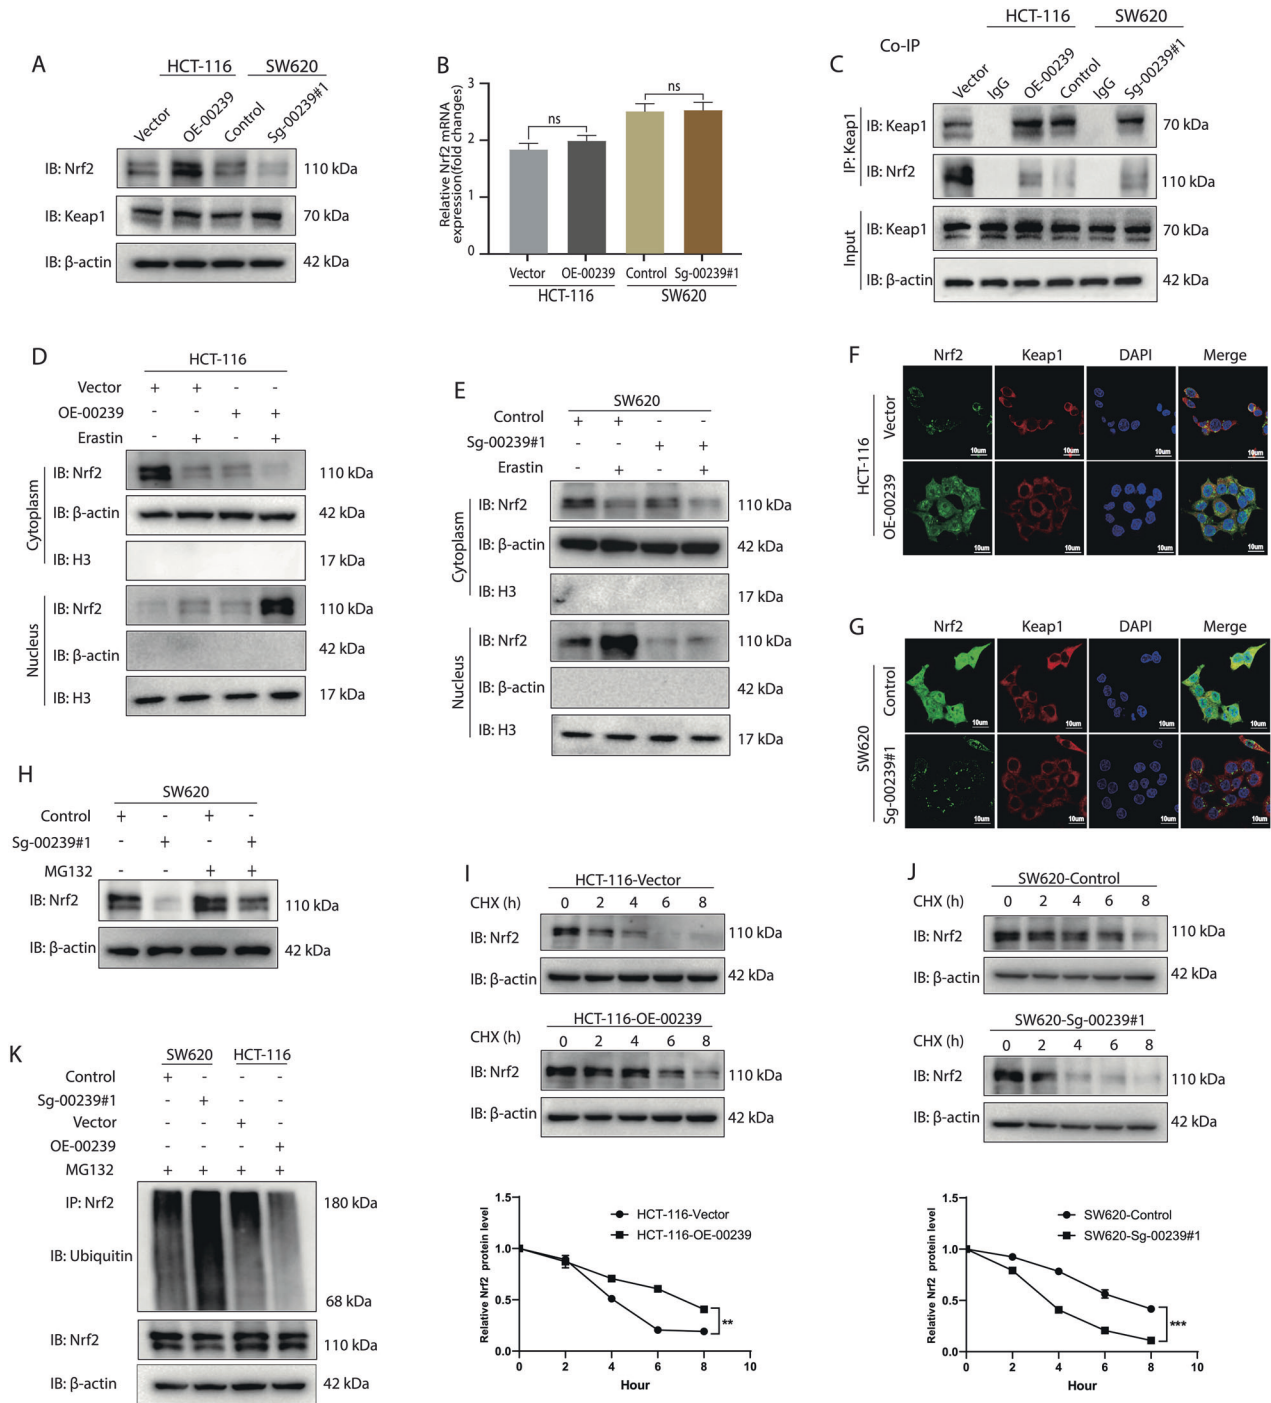 A
HCT-116 SW620
Vector OE-00239 Control Sg-00239#1
IB: Nrf2 110 kDa
IB: Keap1 70 kDa
IB: β-actin 42 kDa
B
Relative Nrf2 mRNA
expression(fold changes)
3
2
1
0
ns
ns
Vector OE-00239 Control Sg-00239#1
HCT-116 SW620
C
Co-IP
HCT-116 SW620
Vector IgG OE-00239 Control IgG Sg-00239#1
IP: Keap1
IB: Keap1 70 kDa
IB: Nrf2 110 kDa
Input
IB: Keap1 70 kDa
IB: β-actin 42 kDa
D
HCT-116
Vector + + - -
OE-00239 - - + +
Erastin - + - +
Cytoplasm
IB: Nrf2 110 kDa
IB: β-actin 42 kDa
IB: H3 17 kDa
Nucleus
IB: Nrf2 110 kDa
IB: β-actin 42 kDa
IB: H3 17 kDa
E
SW620
Control + + - -
Sg-00239#1 - - + +
Erastin - + - +
Cytoplasm
IB: Nrf2 110 kDa
IB: β-actin 42 kDa
IB: H3 17 kDa
Nucleus
IB: Nrf2 110 kDa
IB: β-actin 42 kDa
IB: H3 17 kDa
F
Nrf2 Keap1 DAPI Merge
HCT-116
Vector
10um 10um 10um 10um
OE-00239
10um 10um 10um 10um
G
Nrf2 Keap1 DAPI Merge
SW620
Control
10um 10um 10um 10um
Sg-00239#1
10um 10um 10um 10um
H
SW620
Control + - + -
Sg-00239#1 - + - +
MG132 - - + +
IB: Nrf2 110 kDa
IB: β-actin 42 kDa
I
HCT-116-Vector
CHX (h) 0 2 4 6 8
IB: Nrf2 110 kDa
IB: β-actin 42 kDa
HCT-116-OE-00239
CHX (h) 0 2 4 6 8
IB: Nrf2 110 kDa
IB: β-actin 42 kDa
Relative Nrf2 protein level
1.5
1.0
0.5
0.0
HCT-116-Vector
HCT-116-OE-00239
**
0 2 4 6 8 10
Hour
J
SW620-Control
CHX (h) 0 2 4 6 8
IB: Nrf2 110 kDa
IB: β-actin 42 kDa
SW620-Sg-00239#1
CHX (h) 0 2 4 6 8
IB: Nrf2 110 kDa
IB: β-actin 42 kDa
Relative Nrf2 protein level
1.5
1.0
0.5
0.0
SW620-Control
SW620-Sg-00239#1
***
0 2 4 6 8 10
Hour
K
SW620 HCT-116
Control + - - -
Sg-00239#1 - + - -
Vector - - + -
OE-00239 - - - +
MG132 + + + +
IP: Nrf2 180 kDa
IB: Ubiquitin
68 kDa
IB: Nrf2 110 kDa
IB: β-actin 42 kDa